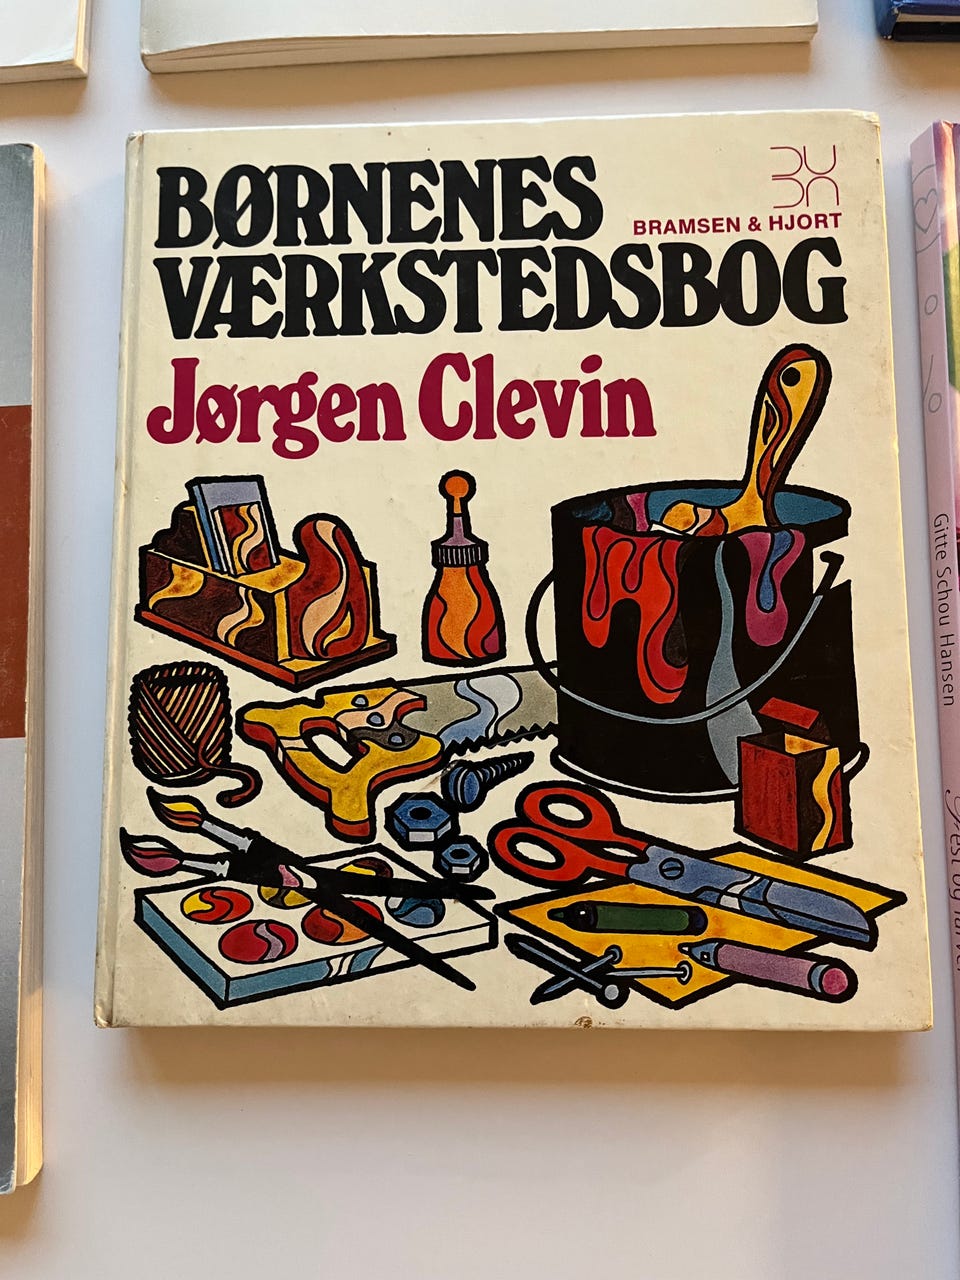 BØRNENES
VÆRKSTEDSBOG
BRAMSEN & HJORT
Jørgen Clevin
Gitte Schou Hansen